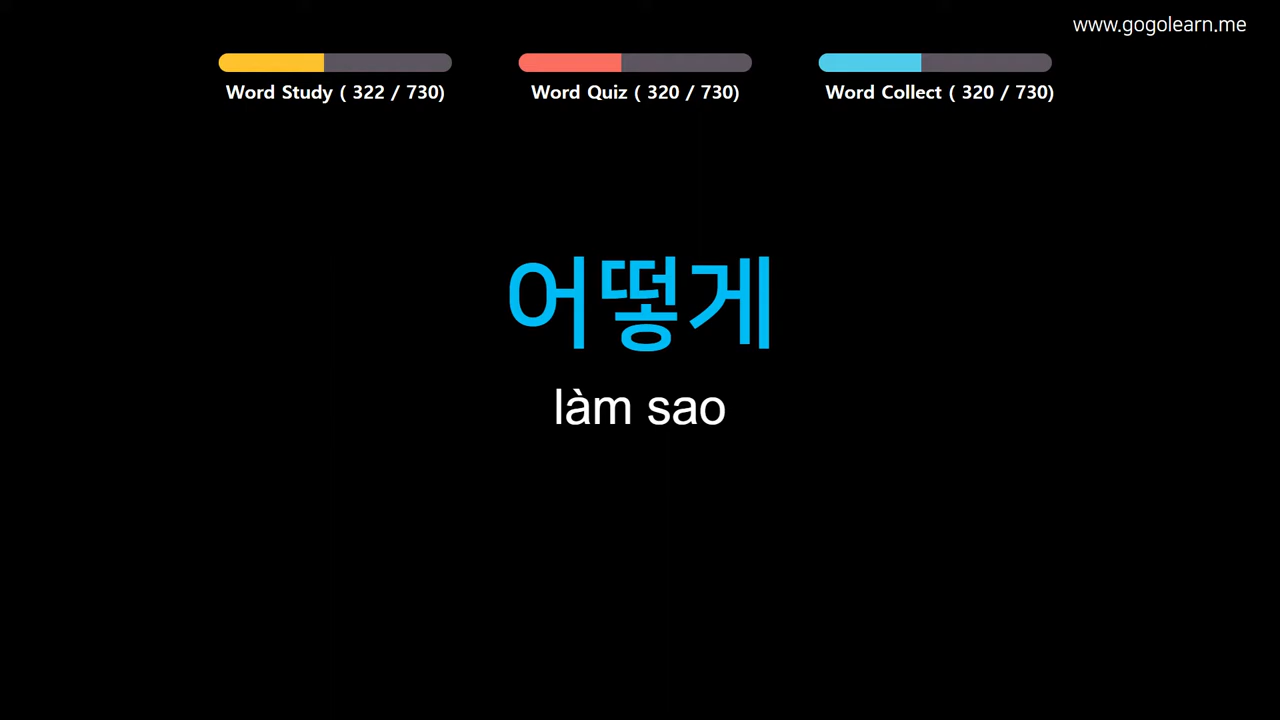 www.gogolearn.me
Word Study ( 322 / 730)
Word Quiz ( 320 / 730)
Word Collect ( 320 / 730)
어떻게
làm sao